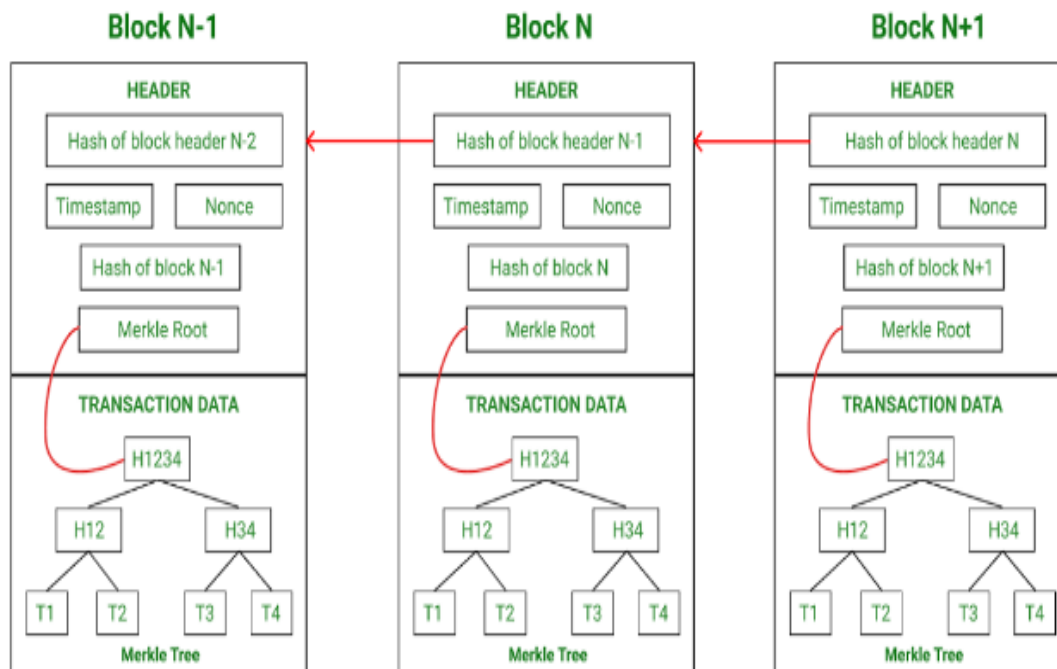 Block N-1
HEADER
Hash of block header N-2
Timestamp
Nonce
Hash of block N-1
Merkle Root
TRANSACTION DATA
H1234
H12
H34
T1
T2
T3
T4
Merkle Tree
Block N
HEADER
Hash of block header N-1
Timestamp
Nonce
Hash of block N
Merkle Root
TRANSACTION DATA
H1234
H12
H34
T1
T2
T3
T4
Merkle Tree
Block N+1
HEADER
Hash of block header N
Timestamp
Nonce
Hash of block N+1
Merkle Root
TRANSACTION DATA
H1234
H12
H34
T1
T2
T3
T4
Merkle Tree